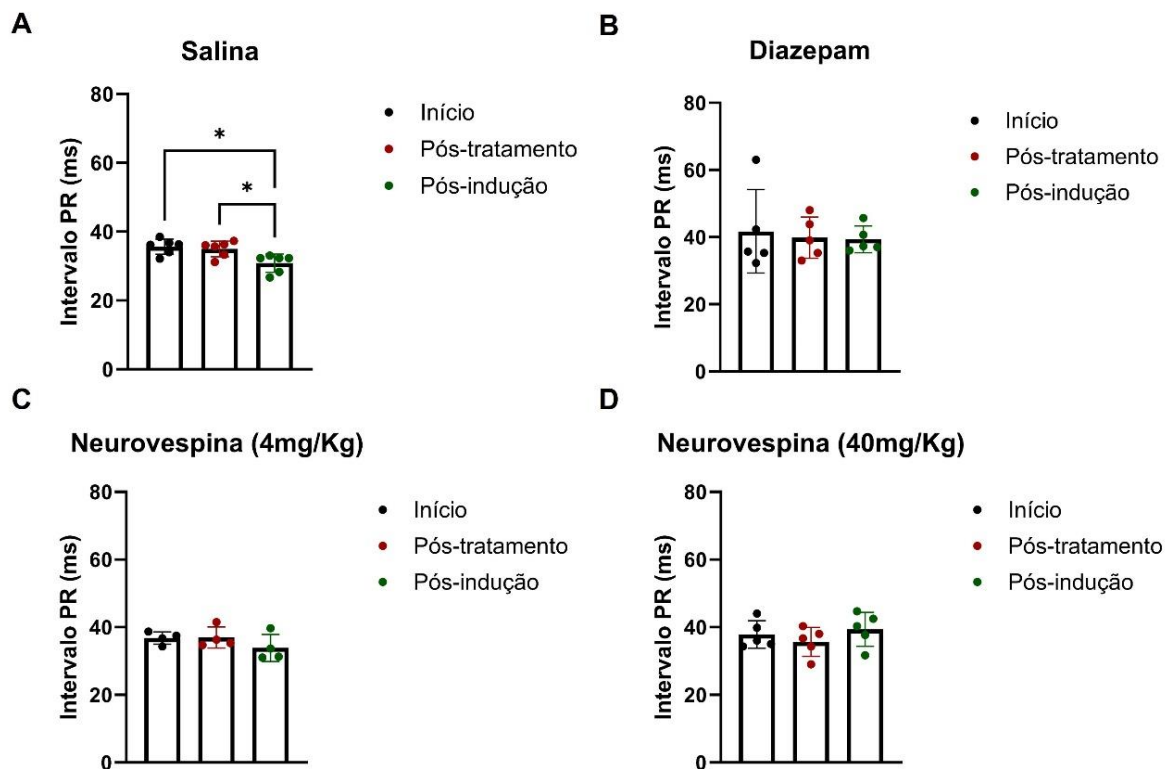 A
Salina
Intervalo PR (ms)
80
60
40
20
0
*
*
Início
Pós-tratamento
Pós-indução
B
Diazepam
Intervalo PR (ms)
80
60
40
20
0
Início
Pós-tratamento
Pós-indução
C
Neurovespina (4mg/Kg)
Intervalo PR (ms)
80
60
40
20
0
Início
Pós-tratamento
Pós-indução
D
Neurovespina (40mg/Kg)
Intervalo PR (ms)
80
60
40
20
0
Início
Pós-tratamento
Pós-indução